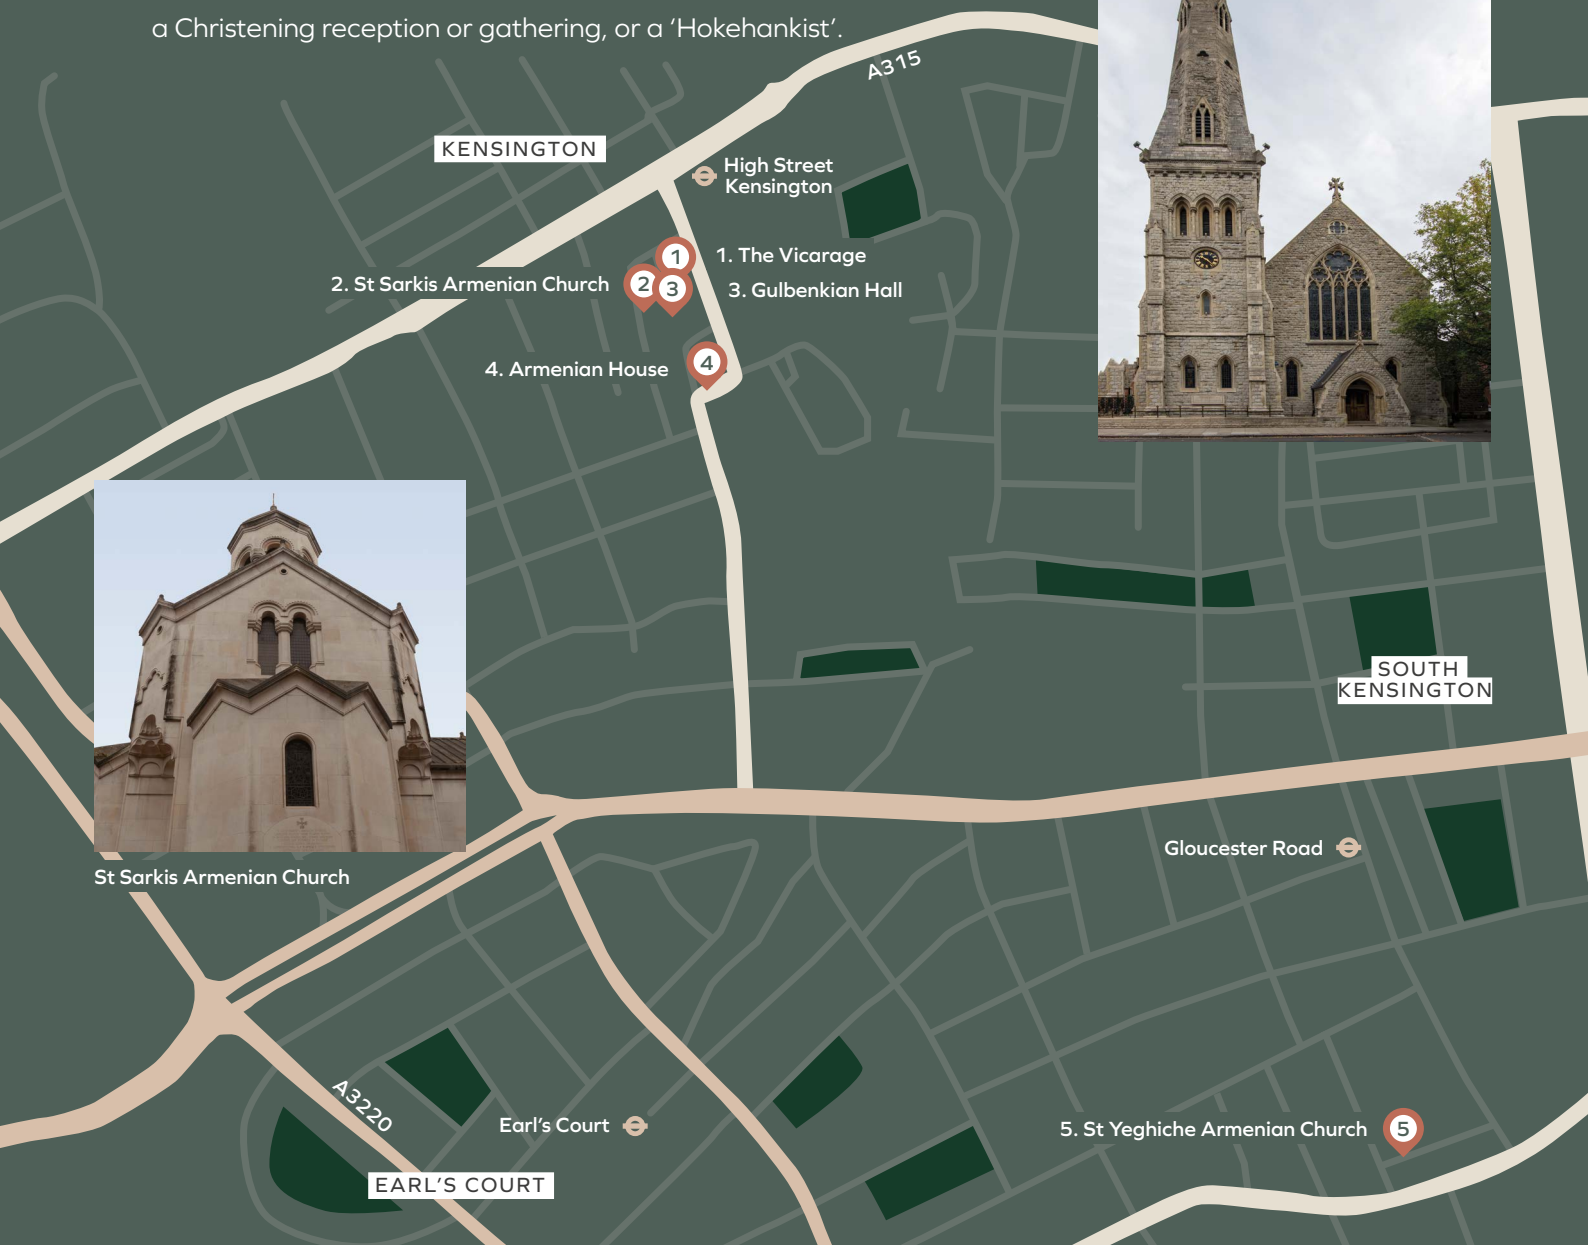 a Christening reception or gathering, or a ‘Hokehankist’.
A315
KENSINGTON
High Street
Kensington
1
1. The Vicarage
2. St Sarkis Armenian Church
2
3
3. Gulbenkian Hall
4. Armenian House
4
SOUTH
KENSINGTON
Gloucester Road
St Sarkis Armenian Church
A3220
Earl’s Court
5. St Yeghiche Armenian Church
5
EARL’S COURT